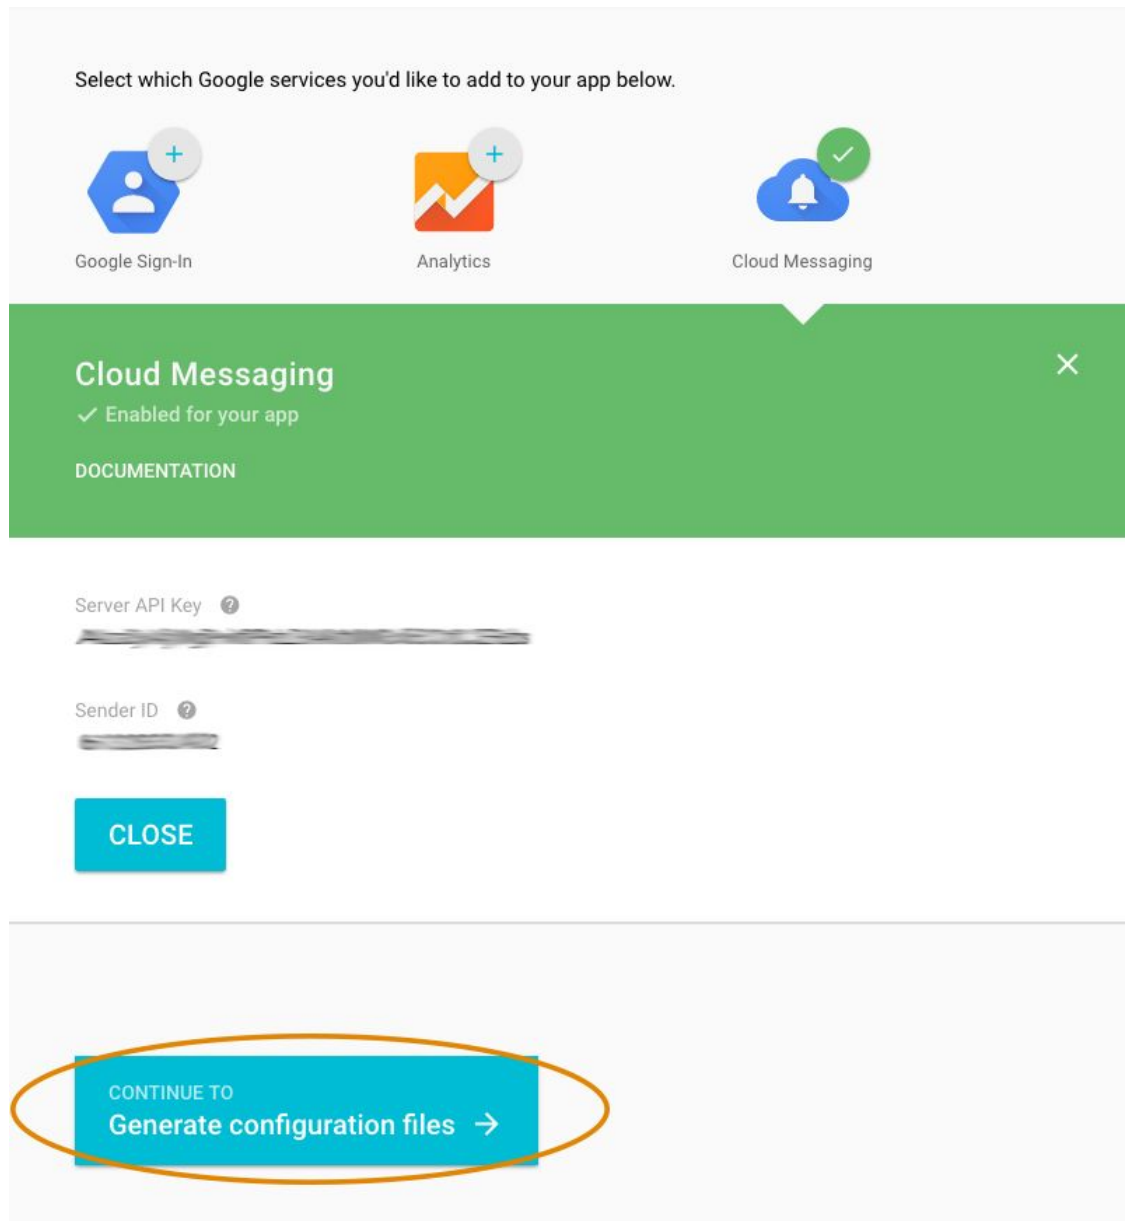 Select which Google services you'd like to add to your app below.
Google Sign-In
Analytics
Cloud Messaging
Cloud Messaging
Enabled for your app
DOCUMENTATION
Server API Key
Sender ID
CLOSE
CONTINUE TO
Generate configuration files